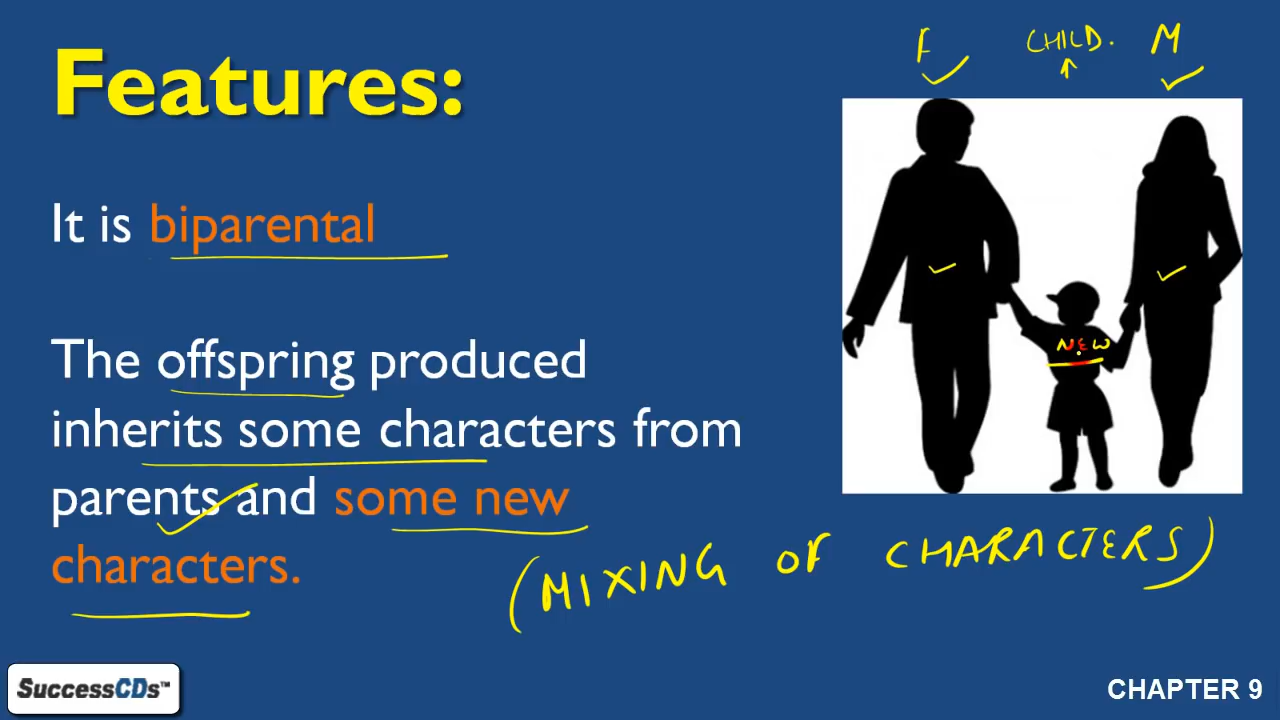 F CHILD. M
Features:
It is biparental
The offspring produced
inherits some characters from
parents and some new
characters.
NEW
(MIXING OF CHARACTERS)
SuccessCDs™
CHAPTER 9